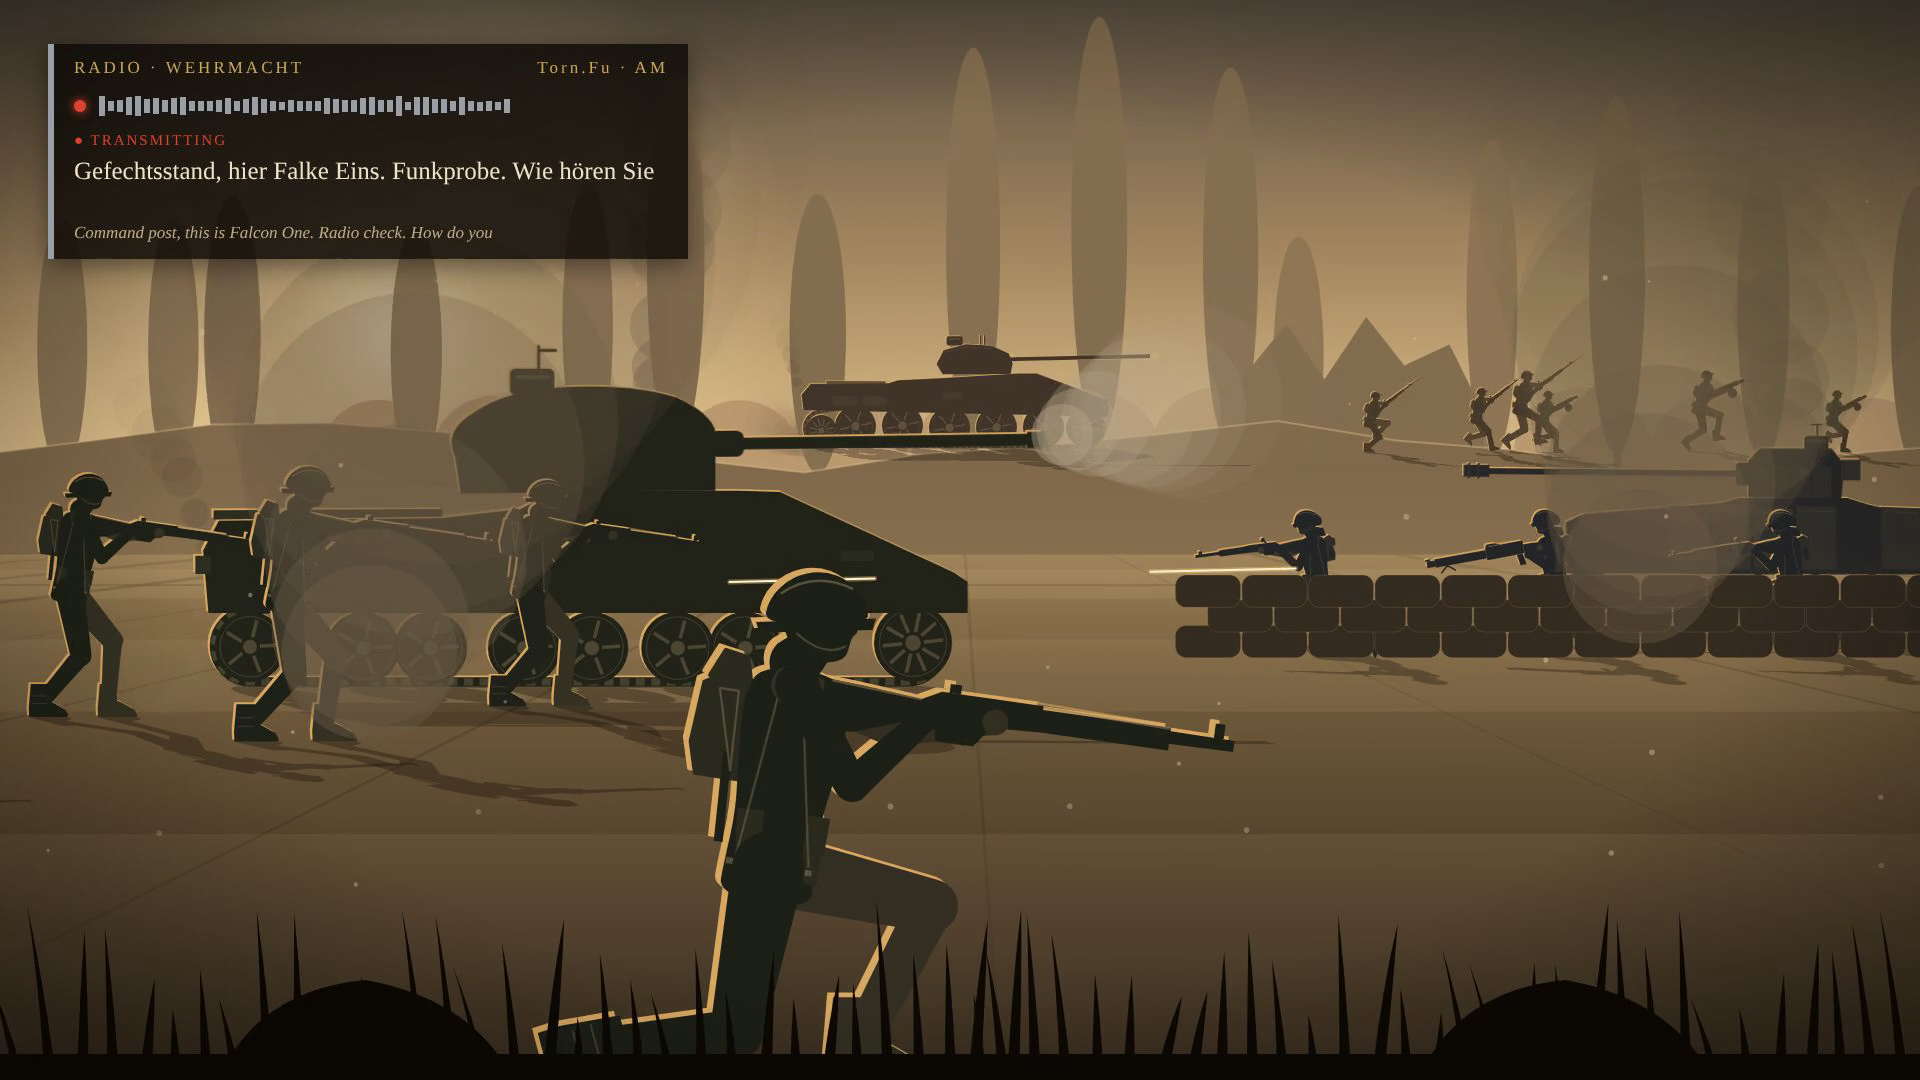 RADIO · WEHRMACHT
Torn.Fu · AM
● TRANSMITTING
Gefechtsstand, hier Falke Eins. Funkprobe. Wie hören Sie
Command post, this is Falcon One. Radio check. How do you